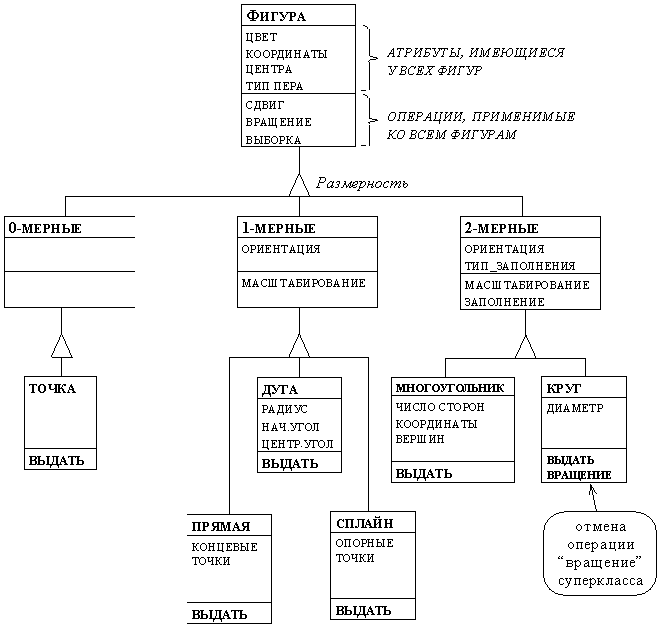 ФИГУРА
ЦВЕТ
КООРДИНАТЫ
ЦЕНТРА
ТИП ПЕРА
СДВИГ
ВРАЩЕНИЕ
ВЫБОРКА
АТРИБУТЫ, ИМЕЮЩИЕСЯ
У ВСЕХ ФИГУР
ОПЕРАЦИИ, ПРИМЕНИМЫЕ
КО ВСЕМ ФИГУРАМ
Размерность
0-МЕРНЫЕ
1-МЕРНЫЕ
ОРИЕНТАЦИЯ
МАСШТАБИРОВАНИЕ
2-МЕРНЫЕ
ОРИЕНТАЦИЯ
ТИП_ЗАПОЛНЕНИЯ
МАСШТАБИРОВАНИЕ
ЗАПОЛНЕНИЕ
ТОЧКА
ВЫДАТЬ
ДУГА
РАДИУС
НАЧ.УГОЛ
ЦЕНТР.УГОЛ
ВЫДАТЬ
МНОГОУГОЛЬНИК
ЧИСЛО СТОРОН
КООРДИНАТЫ
ВЕРШИН
ВЫДАТЬ
КРУГ
ДИАМЕТР
ВЫДАТЬ
ВРАЩЕНИЕ
ПРЯМАЯ
КОНЦЕВЫЕ
ТОЧКИ
ВЫДАТЬ
СПЛАЙН
ОПОРНЫЕ
ТОЧКИ
ВЫДАТЬ
отмена
операции
“вращение”
суперкласса